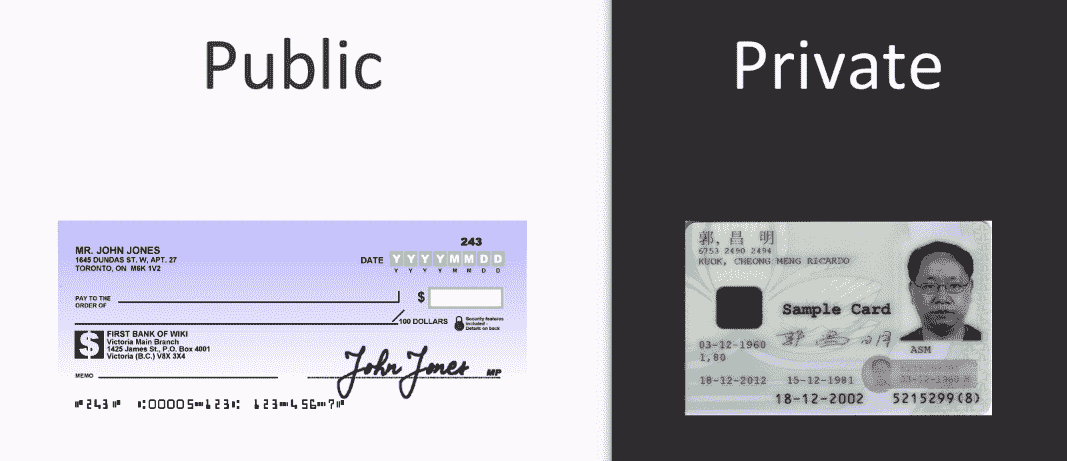 Public
Private
243
MR. JOHN JONES
1645 DUNDAS ST. W, APT. 27
TORONTO, ON M6K 1V2
DATE Y Y Y Y M M D D
Y Y Y Y M M D D
PAY TO THE
ORDER OF
$
/100 DOLLARS
Security features
included.
Details on back
$
FIRST BANK OF WIKI
Victoria Main Branch
1425 James St., P.O. Box 4001
Victoria (B.C.) V8X 3X4
John Jones
MEMO
MP
⑈243⑈ ⑆00005⑉123⑆ 123⑉456⑉7⑈
郭, 昌 明
6753 2490 2494
KUOK, CHEONG MENG RICARDO
Sample Card
03-12-1960
1,80
ASM
18-12-2012 15-12-1981
03-12-1960 M
18-12-2002 5215299(8)